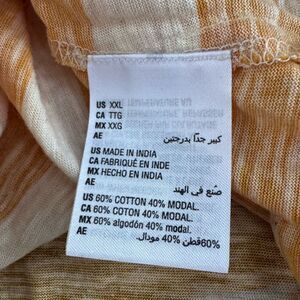 US XXL
CA TTG
MX XXG
AE
كبير جدا بدرجتين
US MADE IN INDIA
CA FABRIQUÉ EN INDE
MX HECHO EN INDIA
AE
صُنع في الهند
US 60% COTTON 40% MODAL.
CA 60% COTON 40% MODAL.
MX 60% algodón 40% modal.
AE
60%قطن 40% مودال.